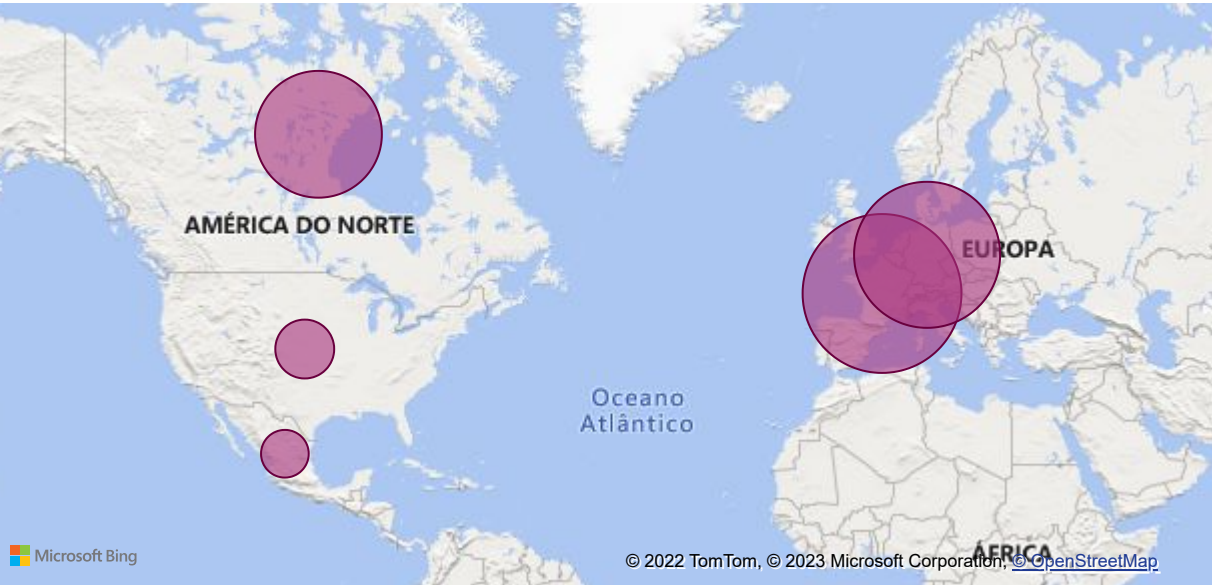 AMÉRICA DO NORTE
EUROPA
Oceano
Atlântico
ÁFRICA
Microsoft Bing
© 2022 TomTom, © 2023 Microsoft Corporation, © OpenStreetMap